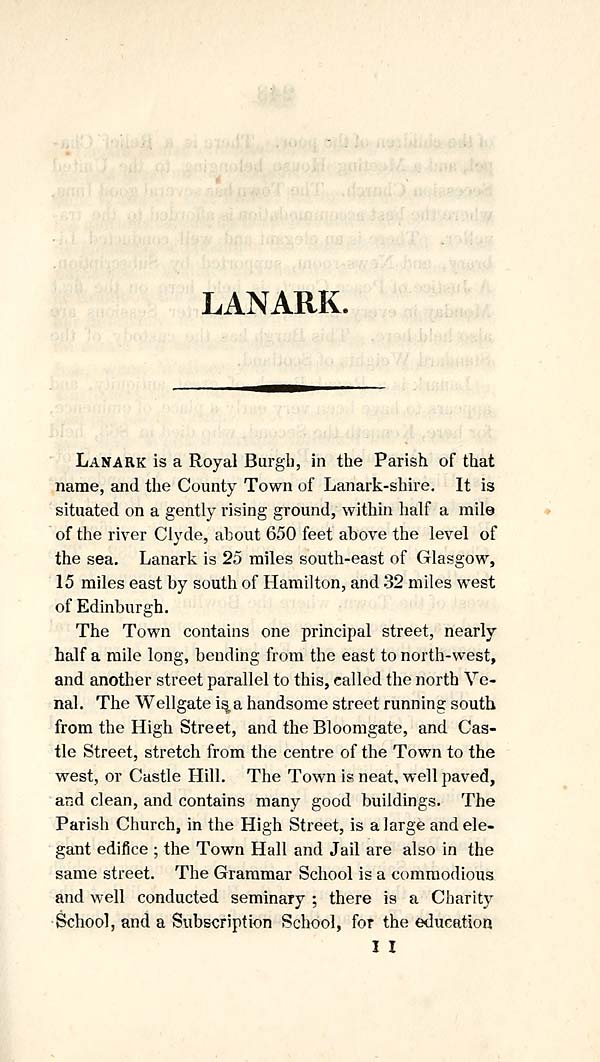 LANARK.
LANARK is a Royal Burgh, in the Parish of that
name, and the County Town of Lanark-shire. It is
situated on a gently rising ground, within half a mile
of the river Clyde, about 650 feet above the level of
the sea. Lanark is 25 miles south-east of Glasgow,
15 miles east by south of Hamilton, and 32 miles west
of Edinburgh.
The Town contains one principal street, nearly
half a mile long, bending from the east to north-west,
and another street parallel to this, called the north Ve-
nal. The Wellgate is a handsome street running south
from the High Street, and the Bloomgate, and Cas-
tle Street, stretch from the centre of the Town to the
west, or Castle Hill. The Town is neat, well paved,
and clean, and contains many good buildings. The
Parish Church, in the High Street, is a large and ele-
gant edifice ; the Town Hall and Jail are also in the
same street. The Grammar School is a commodious
and well conducted seminary ; there is a Charity
School, and a Subscription School, for the education
I I